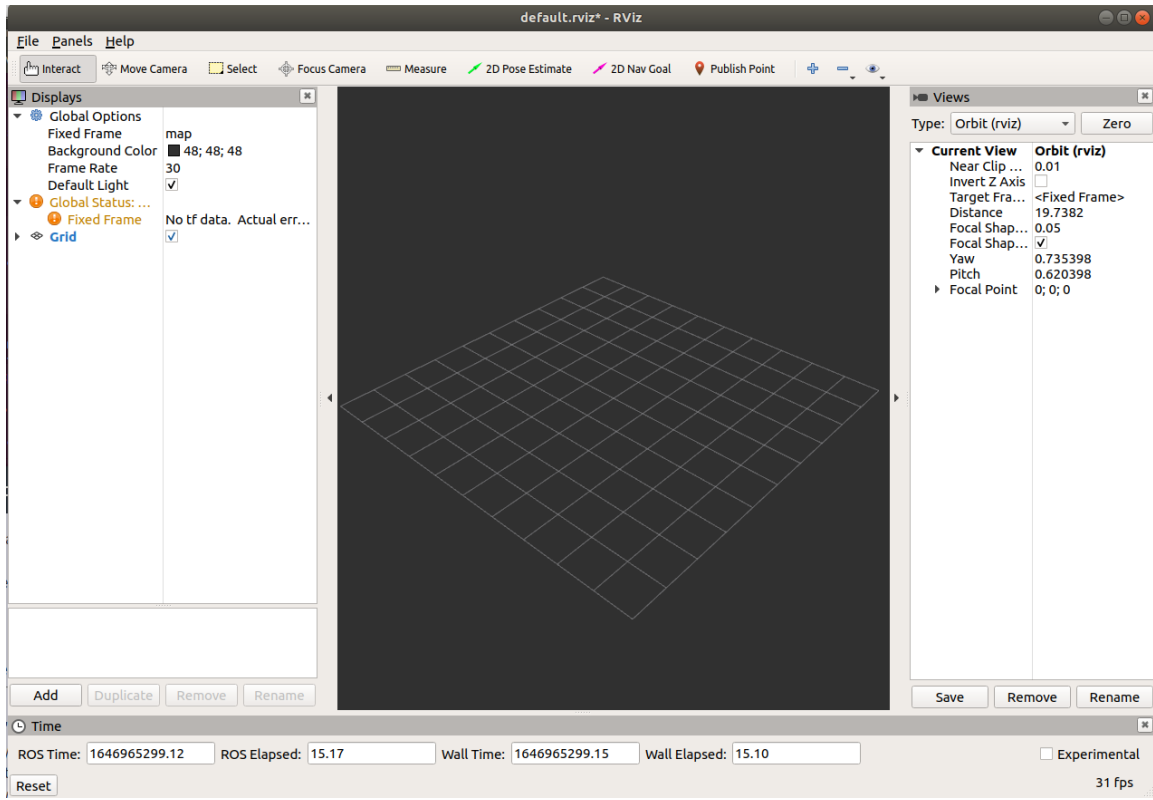 default.rviz* - RViz
File Panels Help
Interact Move Camera Select Focus Camera Measure 2D Pose Estimate 2D Nav Goal Publish Point
Displays
Global Options
Fixed Frame map
Background Color 48; 48; 48
Frame Rate 30
Default Light
Global Status: ...
Fixed Frame No tf data. Actual err...
Grid
Add Duplicate Remove Rename
Views
Type: Orbit (rviz) Zero
Current View Orbit (rviz)
Near Clip ... 0.01
Invert Z Axis
Target Fra... <Fixed Frame>
Distance 19.7382
Focal Shap... 0.05
Focal Shap...
Yaw 0.735398
Pitch 0.620398
Focal Point 0; 0; 0
Save Remove Rename
Time
ROS Time: 1646965299.12 ROS Elapsed: 15.17 Wall Time: 1646965299.15 Wall Elapsed: 15.10 Experimental
Reset 31 fps